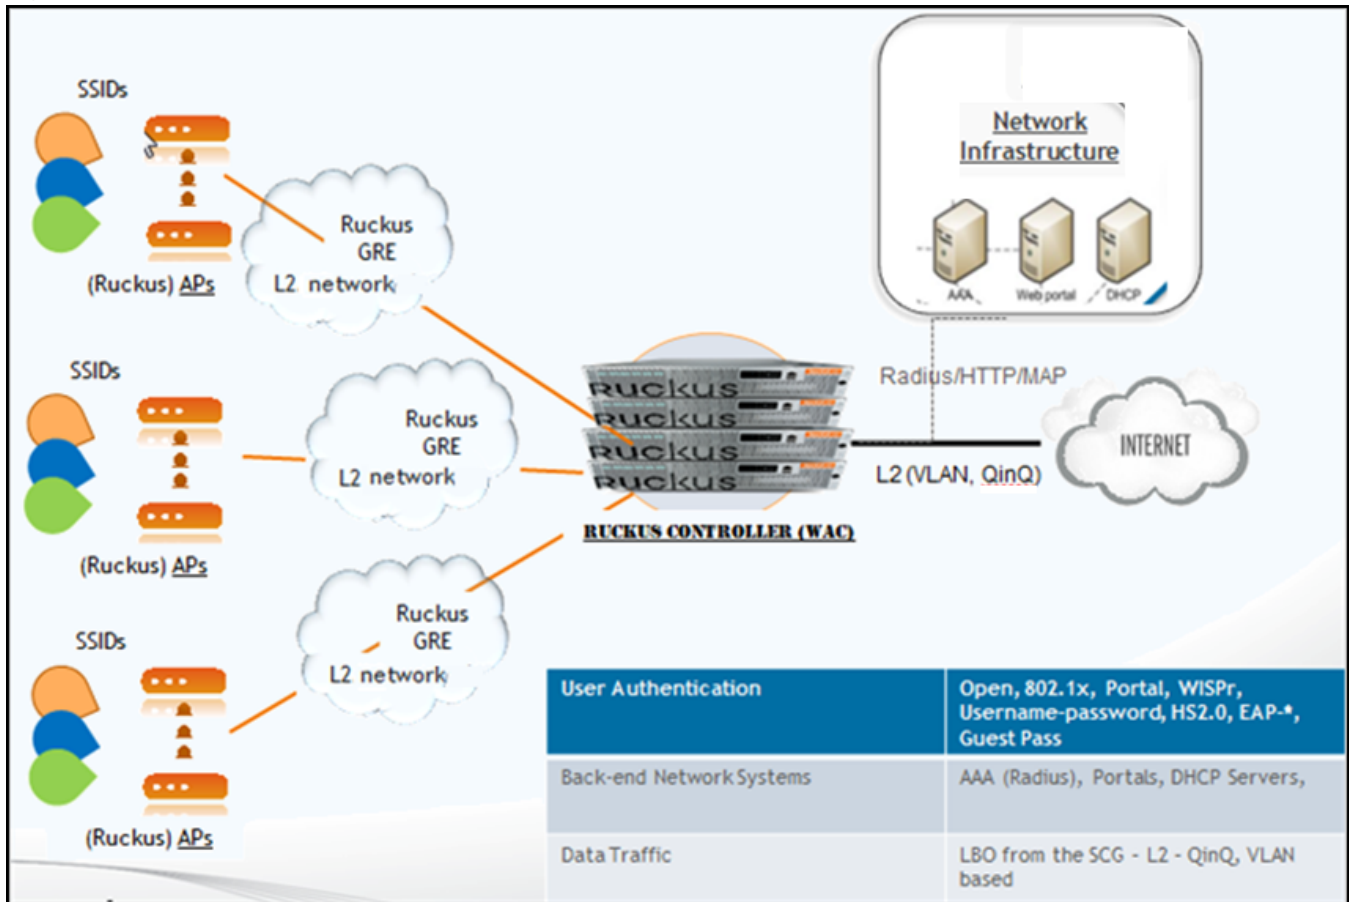 SSIDs
(Ruckus) APs
Ruckus
GRE
L2 network
SSIDs
(Ruckus) APs
Ruckus
GRE
L2 network
SSIDs
(Ruckus) APs
Ruckus
GRE
L2 network
Ruckus
Ruckus
Ruckus
Ruckus
RUCKUS CONTROLLER (WAC)
Network
Infrastructure
AAA
Web portal
DHCP
Radius/HTTP/MAP
L2 (VLAN, QinQ)
INTERNET
User Authentication
Open, 802.1x, Portal, WISPr,
Username-password, HS2.0, EAP-*,
Guest Pass
Back-end Network Systems
AAA (Radius), Portals, DHCP Servers,
Data Traffic
LBO from the SCG - L2 - QinQ, VLAN
based